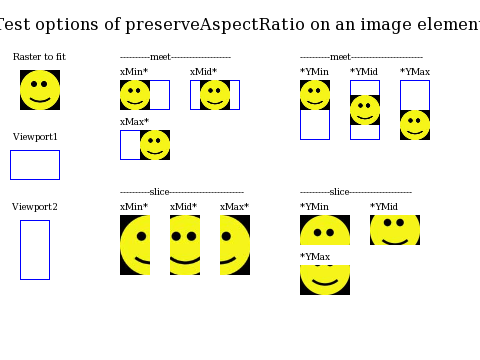 Test options of preserveAspectRatio on an image elemen
Raster to fit
----------meet--------------------
----------meet------------------------
xMin*
xMid*
*YMin
*YMid
*YMax
xMax*
Viewport1
----------slice-------------------------
----------slice---------------------
Viewport2
xMin*
xMid*
xMax*
*YMin
*YMid
*YMax